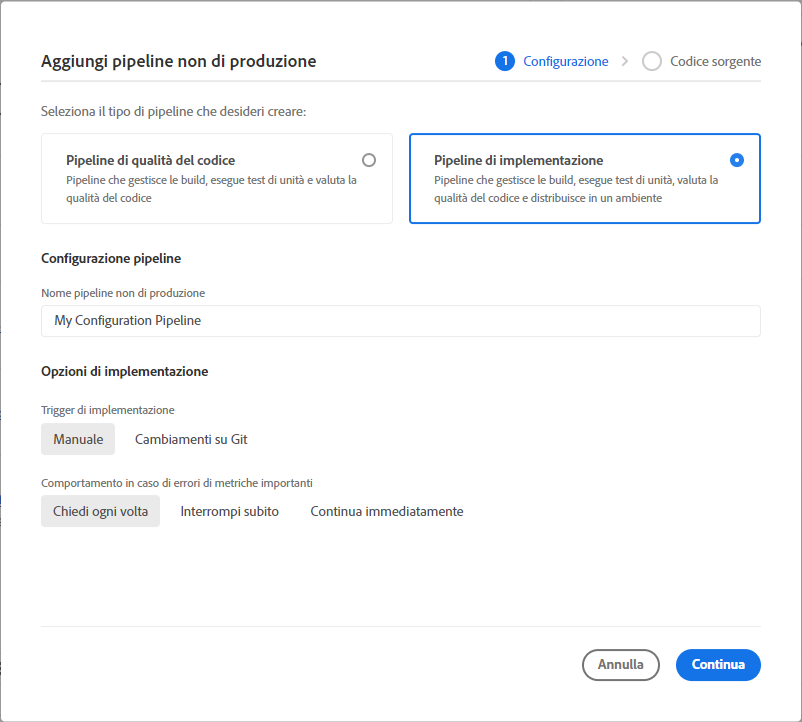 Aggiungi pipeline non di produzione
1 Configurazione
Codice sorgente
Seleziona il tipo di pipeline che desideri creare:
Pipeline di qualità del codice
Pipeline che gestisce le build, esegue test di unità e valuta la
qualità del codice
Pipeline di implementazione
Pipeline che gestisce le build, esegue test di unità, valuta la
qualità del codice e distribuisce in un ambiente
Configurazione pipeline
Nome pipeline non di produzione
My Configuration Pipeline
Opzioni di implementazione
Trigger di implementazione
Manuale
Cambiamenti su Git
Comportamento in caso di errori di metriche importanti
Chiedi ogni volta
Interrompi subito
Continua immediatamente
Annulla
Continua